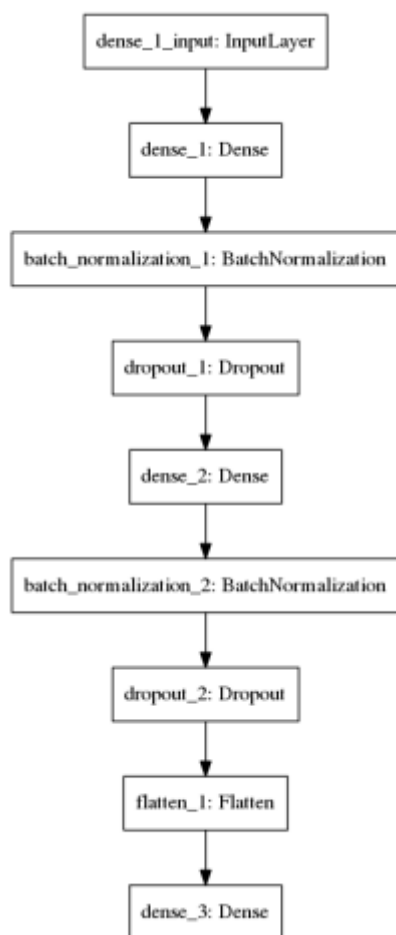 dense_1_input: InputLayer
dense_1: Dense
batch_normalization_1: BatchNormalization
dropout_1: Dropout
dense_2: Dense
batch_normalization_2: BatchNormalization
dropout_2: Dropout
flatten_1: Flatten
dense_3: Dense